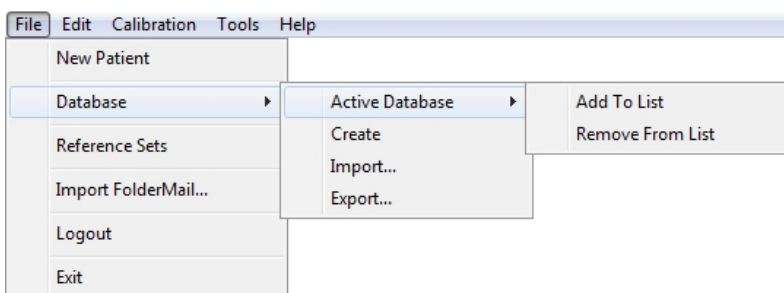 File Edit Calibration Tools Help
New Patient
Database
Reference Sets
Import FolderMail...
Logout
Exit
Active Database
Create
Import...
Export...
Add To List
Remove From List